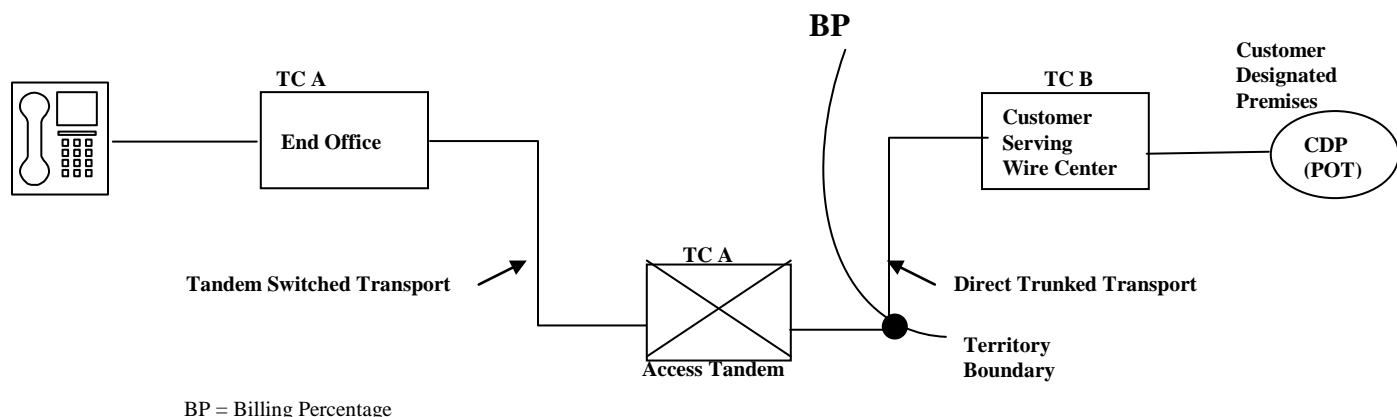 BP
TC A
End Office
TC B
Customer
Serving
Wire Center
Customer
Designated
Premises
CDP
(POT)
Tandem Switched Transport
TC A
Access Tandem
Direct Trunked Transport
Territory
Boundary
BP = Billing Percentage